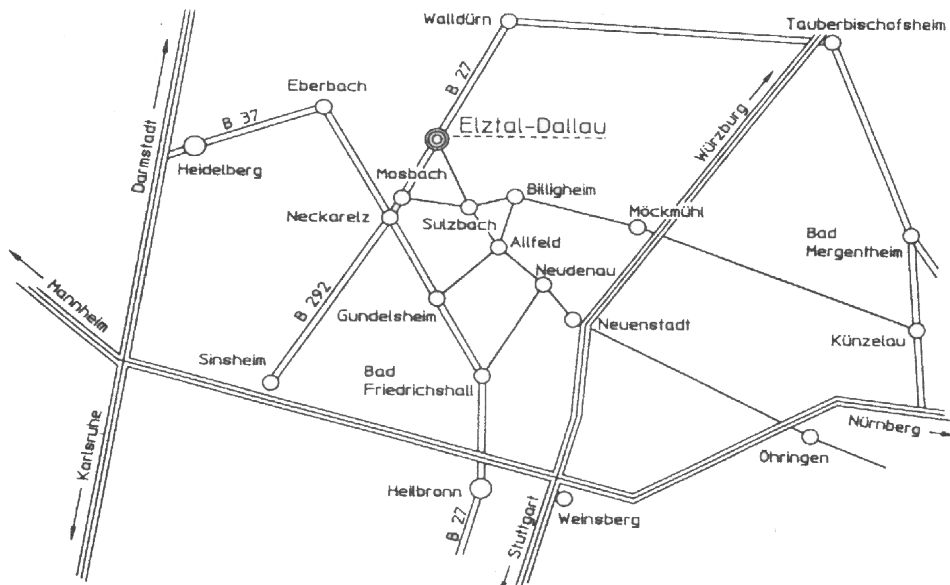 Walldürn
Tauberbischofsheim
B 27
Eberbach
B 37
Elztal-Dallau
Würzburg
Darmstadt
Heidelberg
Mosbach
Billigheim
Neckarelz
Sulzbach
Möckmühl
Allfeld
Bad
Mergentheim
Neudenau
Mannheim
B 292
Gundelsheim
Neuenstadt
Künzelau
Sinsheim
Bad
Friedrichshall
Nürnberg
Karlsruhe
Öhringen
Heilbronn
Weinsberg
B 27
Stuttgart